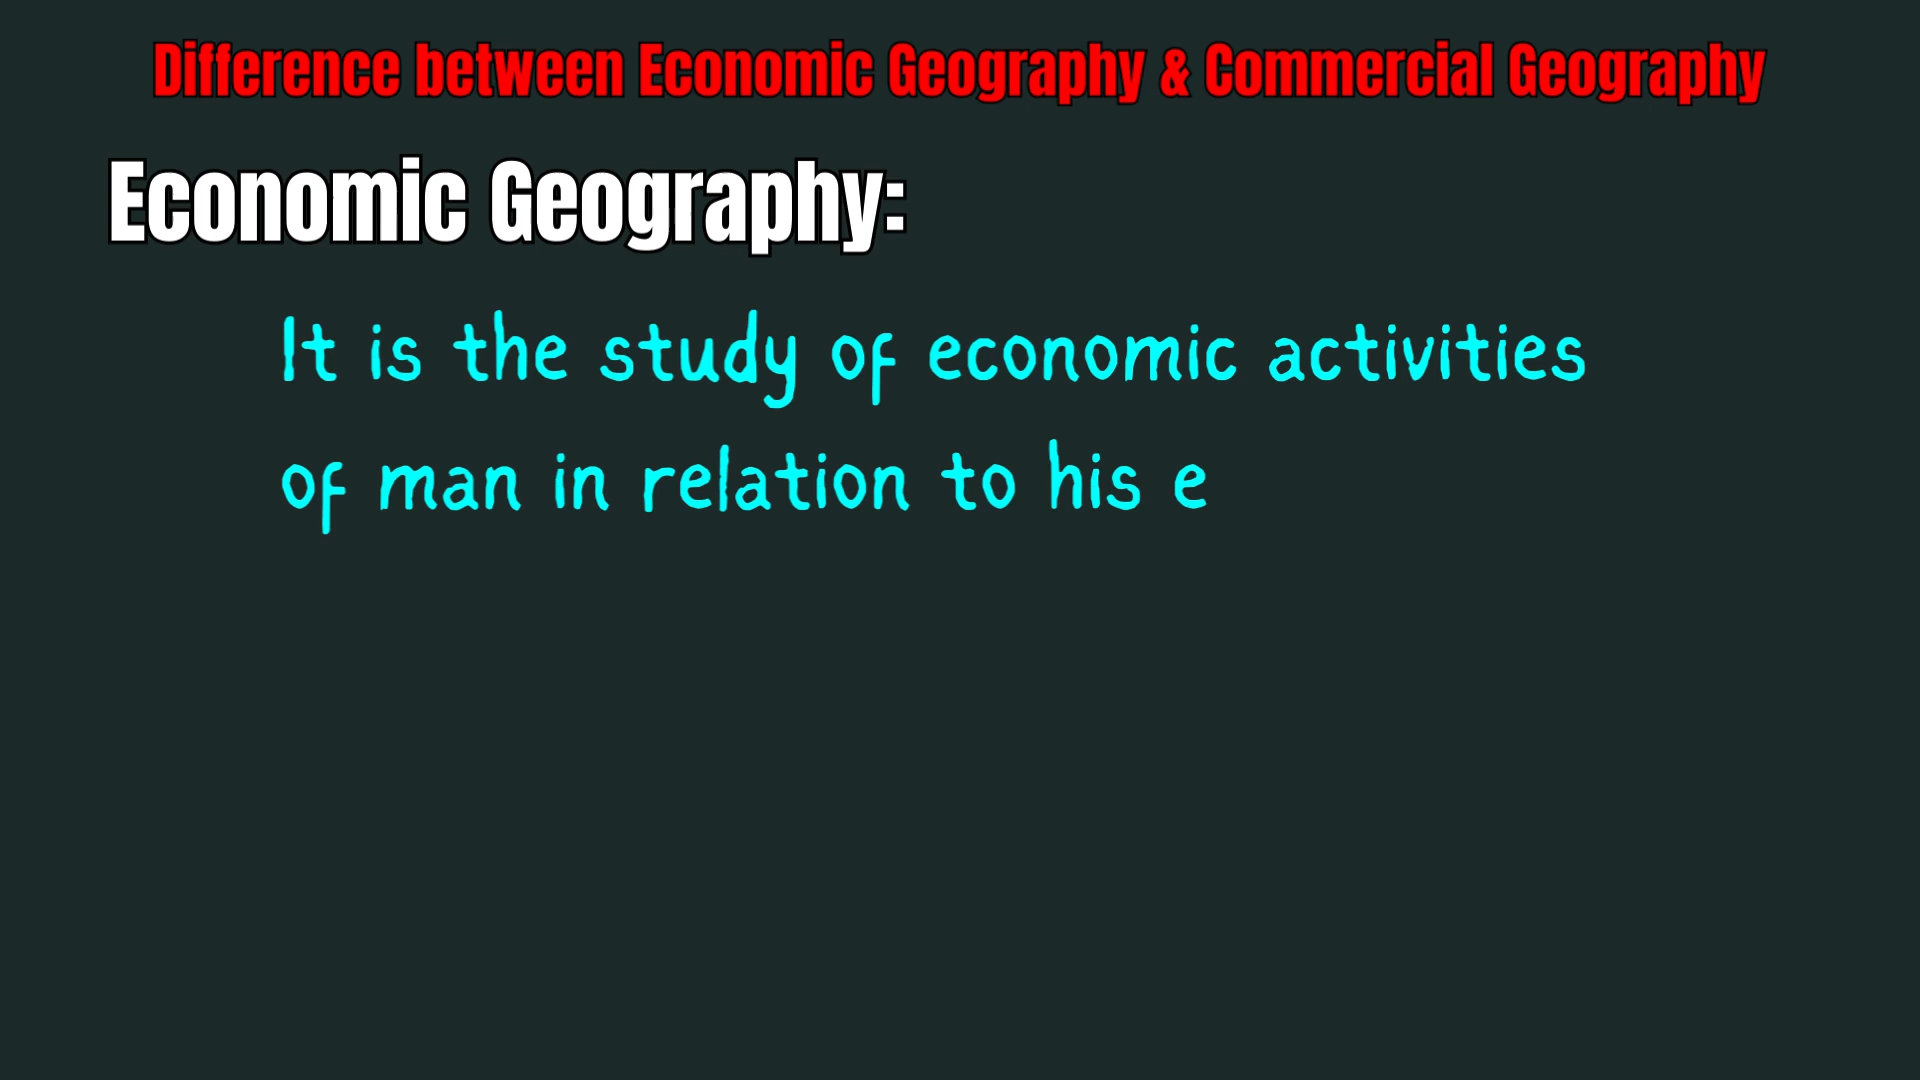 Difference between Economic Geography & Commercial Geography
Economic Geography:
It is the study of economic activities
of man in relation to his e